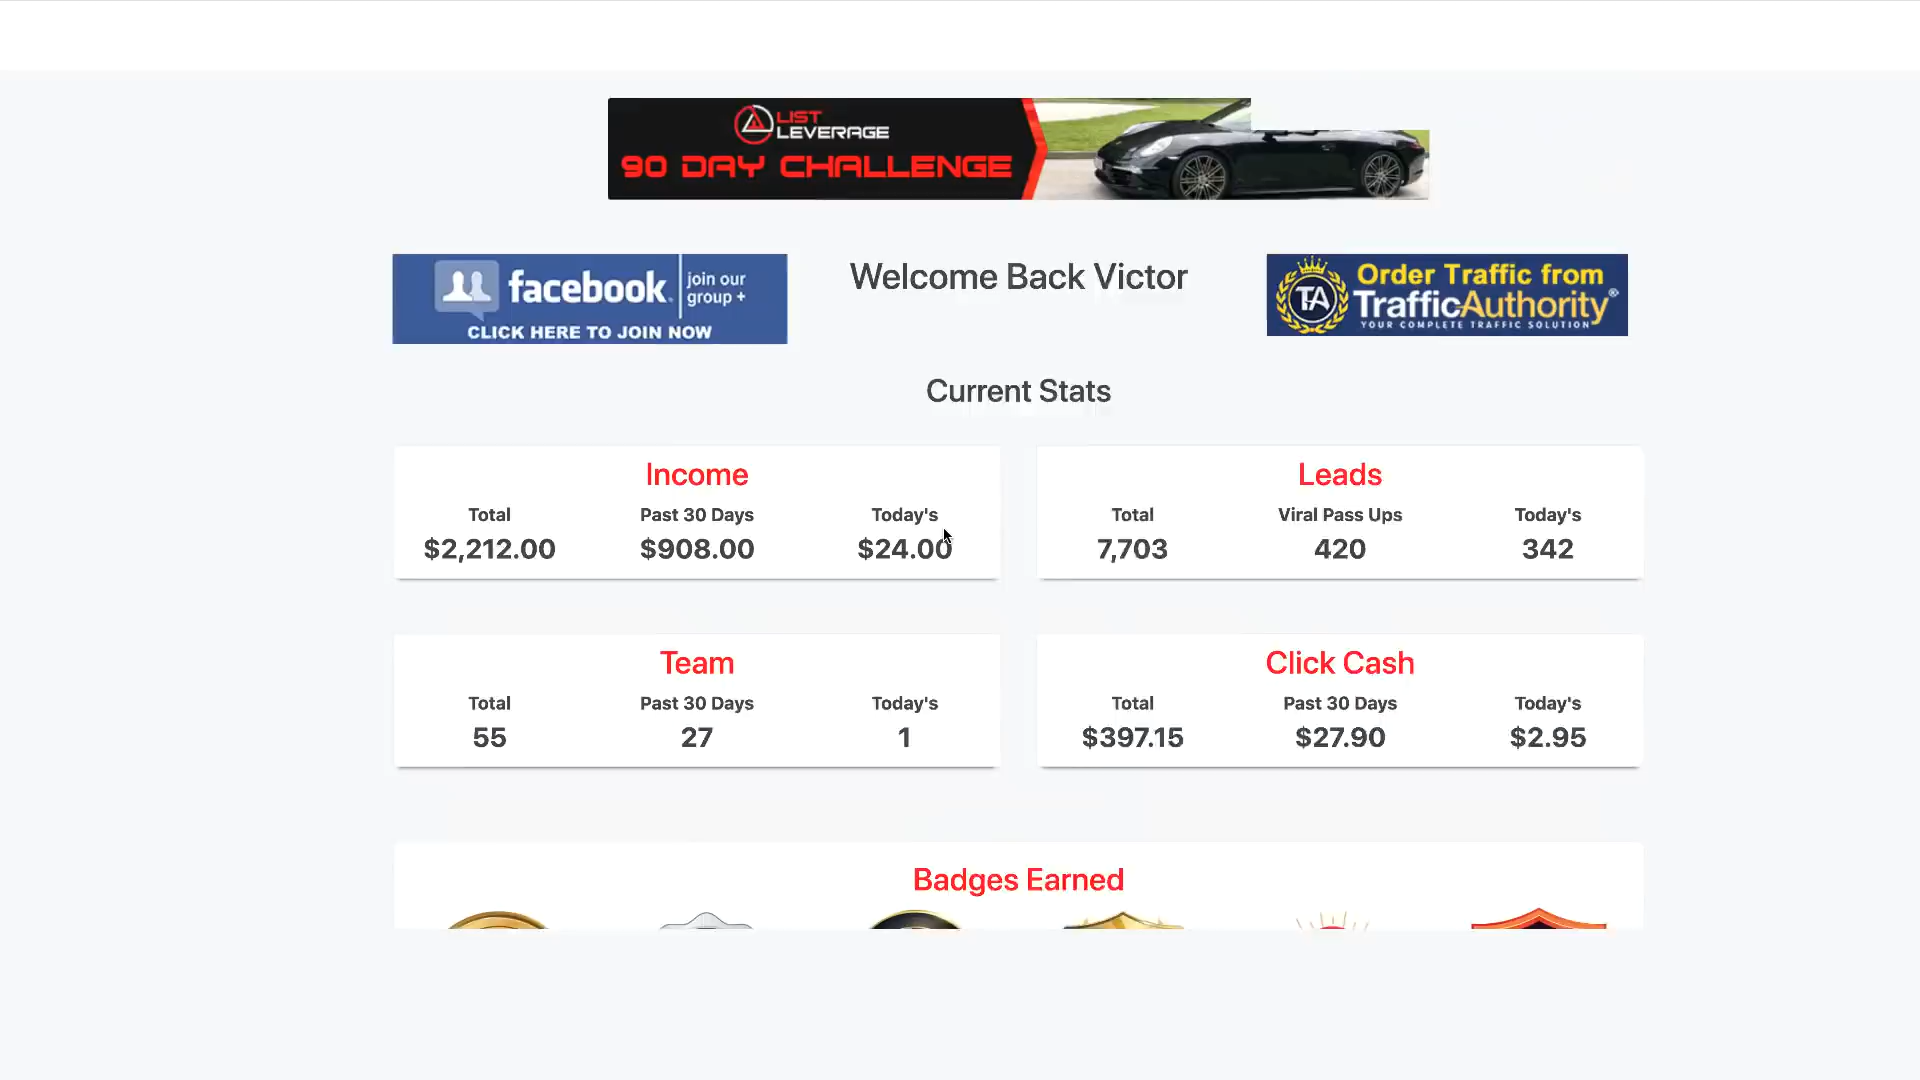 LIST
LEVERAGE
90 DAY CHALLENGE
facebook. join our group +
CLICK HERE TO JOIN NOW
Welcome Back Victor
TA Order Traffic from
TrafficAuthority®
YOUR COMPLETE TRAFFIC SOLUTION
Current Stats
Income
Total Past 30 Days Today's
$2,212.00 $908.00 $24.00
Leads
Total Viral Pass Ups Today's
7,703 420 342
Team
Total Past 30 Days Today's
55 27 1
Click Cash
Total Past 30 Days Today's
$397.15 $27.90 $2.95
Badges Earned